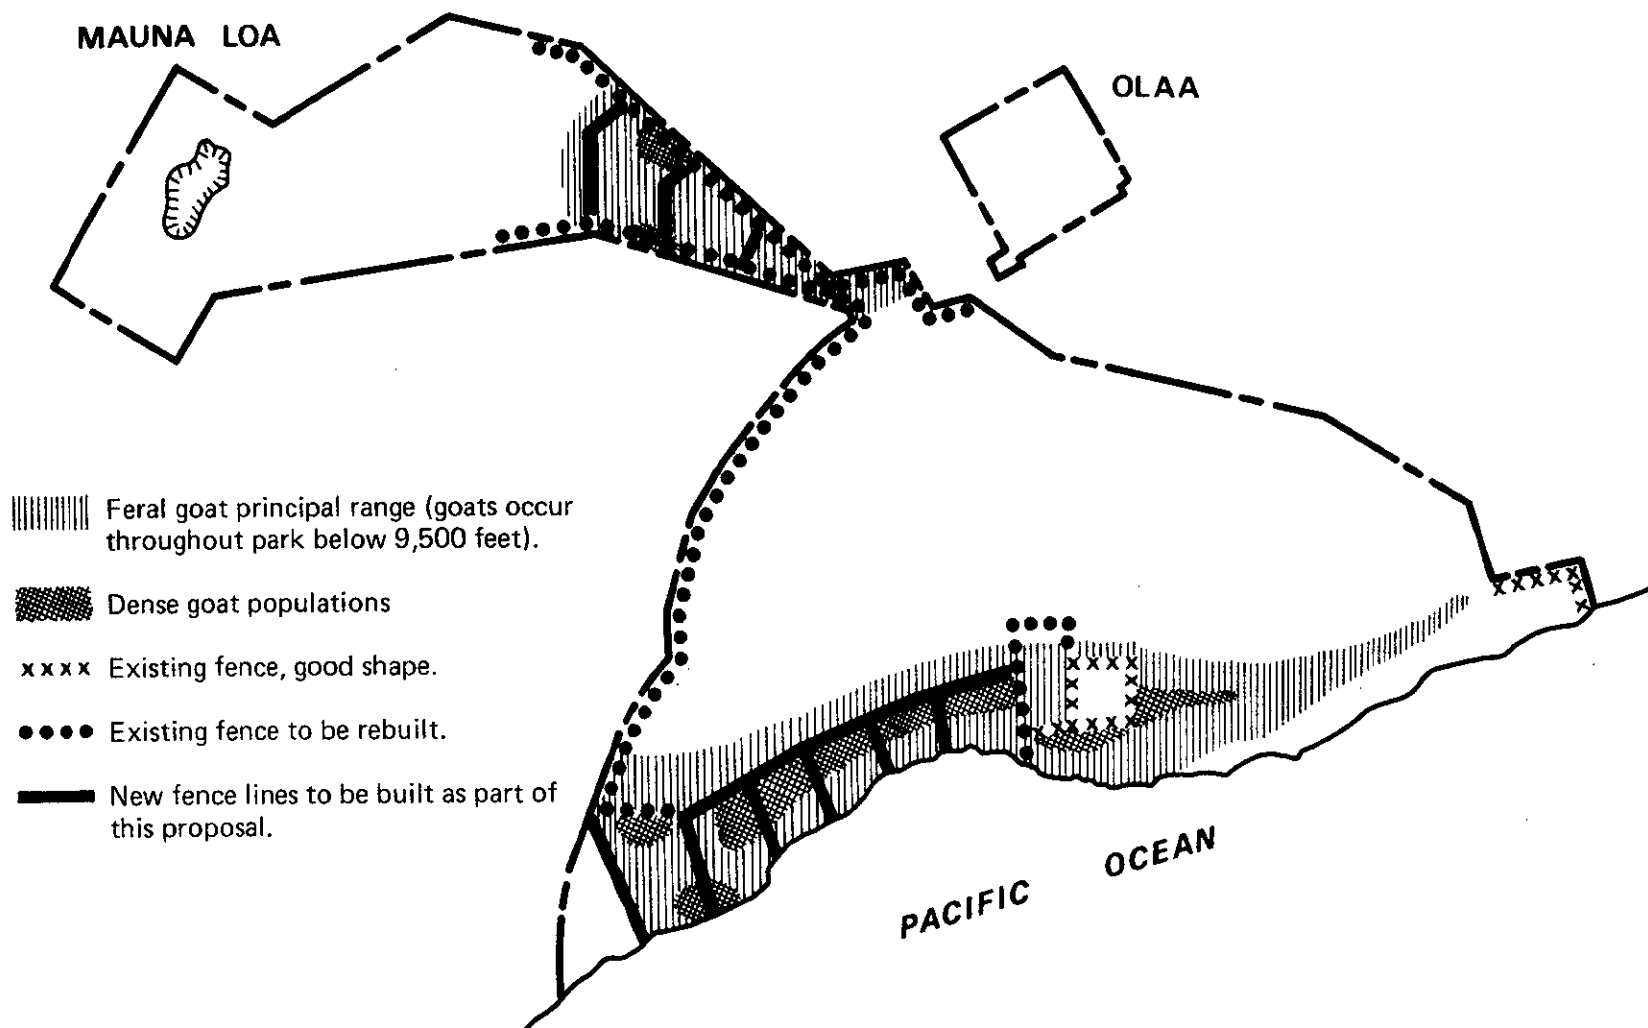 MAUNA LOA
OLAA
Feral goat principal range (goats occur
throughout park below 9,500 feet).
Dense goat populations
x x x x Existing fence, good shape.
Existing fence to be rebuilt.
New fence lines to be built as part of
this proposal.
PACIFIC OCEAN